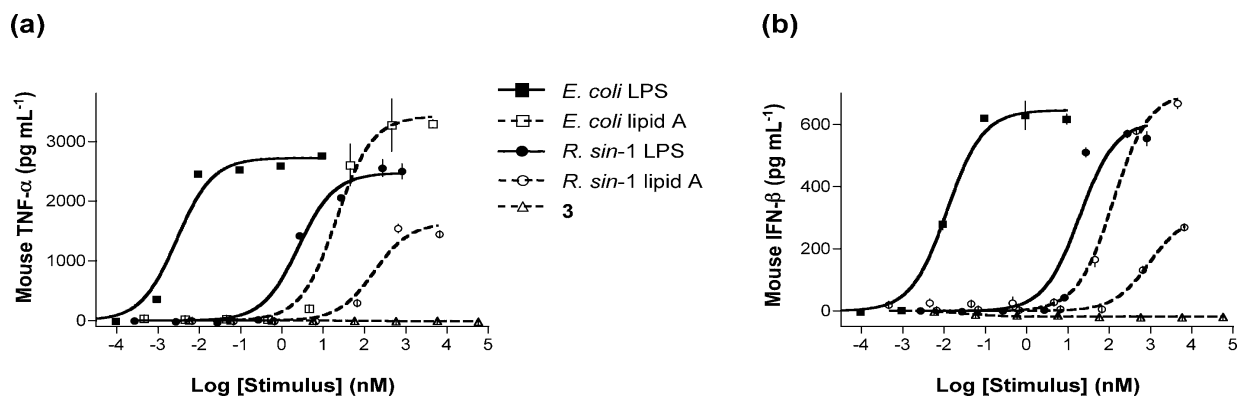 (a)
Mouse TNF-α (pg mL⁻¹)
3000
2000
1000
0
-4 -3 -2 -1 0 1 2 3 4 5
Log [Stimulus] (nM)
E. coli LPS
E. coli lipid A
R. sin-1 LPS
R. sin-1 lipid A
3
(b)
Mouse IFN-β (pg mL⁻¹)
600
400
200
0
-4 -3 -2 -1 0 1 2 3 4 5
Log [Stimulus] (nM)